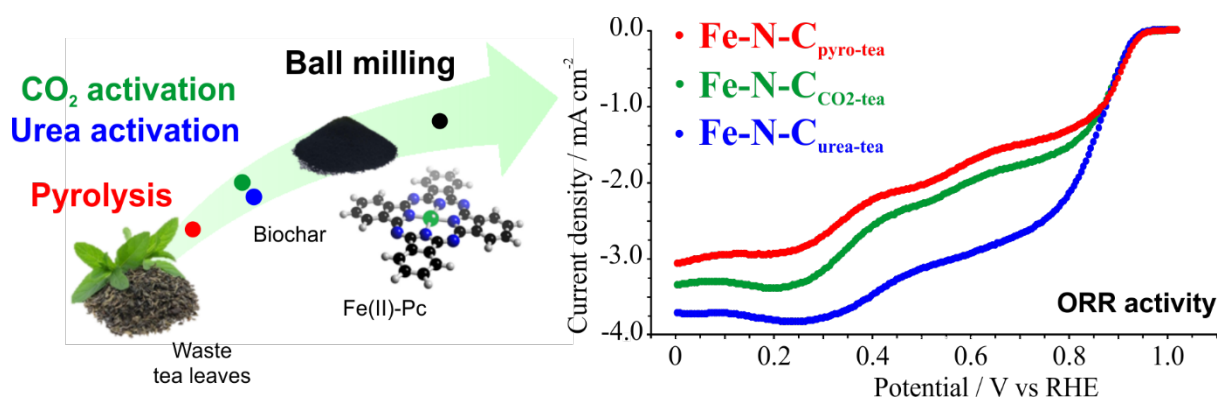 Ball milling
CO₂ activation
Urea activation
Pyrolysis
Biochar
Fe(II)-Pc
Waste
tea leaves
• Fe-N-Cpyro-tea
• Fe-N-CCO2-tea
• Fe-N-Curea-tea
ORR activity
Current density / mA cm⁻²
0.0
-1.0
-2.0
-3.0
-4.0
0
0.2
0.4
0.6
0.8
1.0
Potential / V vs RHE